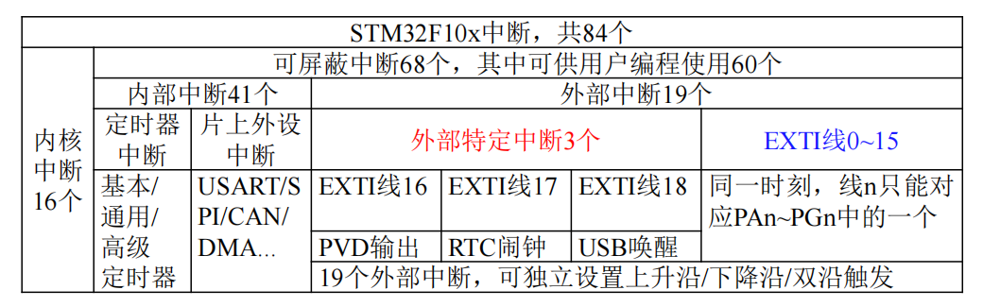 STM32F10x中断，共84个
可屏蔽中断68个，其中可供用户编程使用60个
内核
中断
16个
内部中断41个
外部中断19个
定时器
中断
片上外设
中断
外部特定中断3个
EXTI线0~15
基本/
通用/
高级
定时器
USART/S
PI/CAN/
DMA...
EXTI线16
EXTI线17
EXTI线18
同一时刻，线n只能对
应PAn~PGn中的一个
PVD输出
RTC闹钟
USB唤醒
19个外部中断，可独立设置上升沿/下降沿/双沿触发